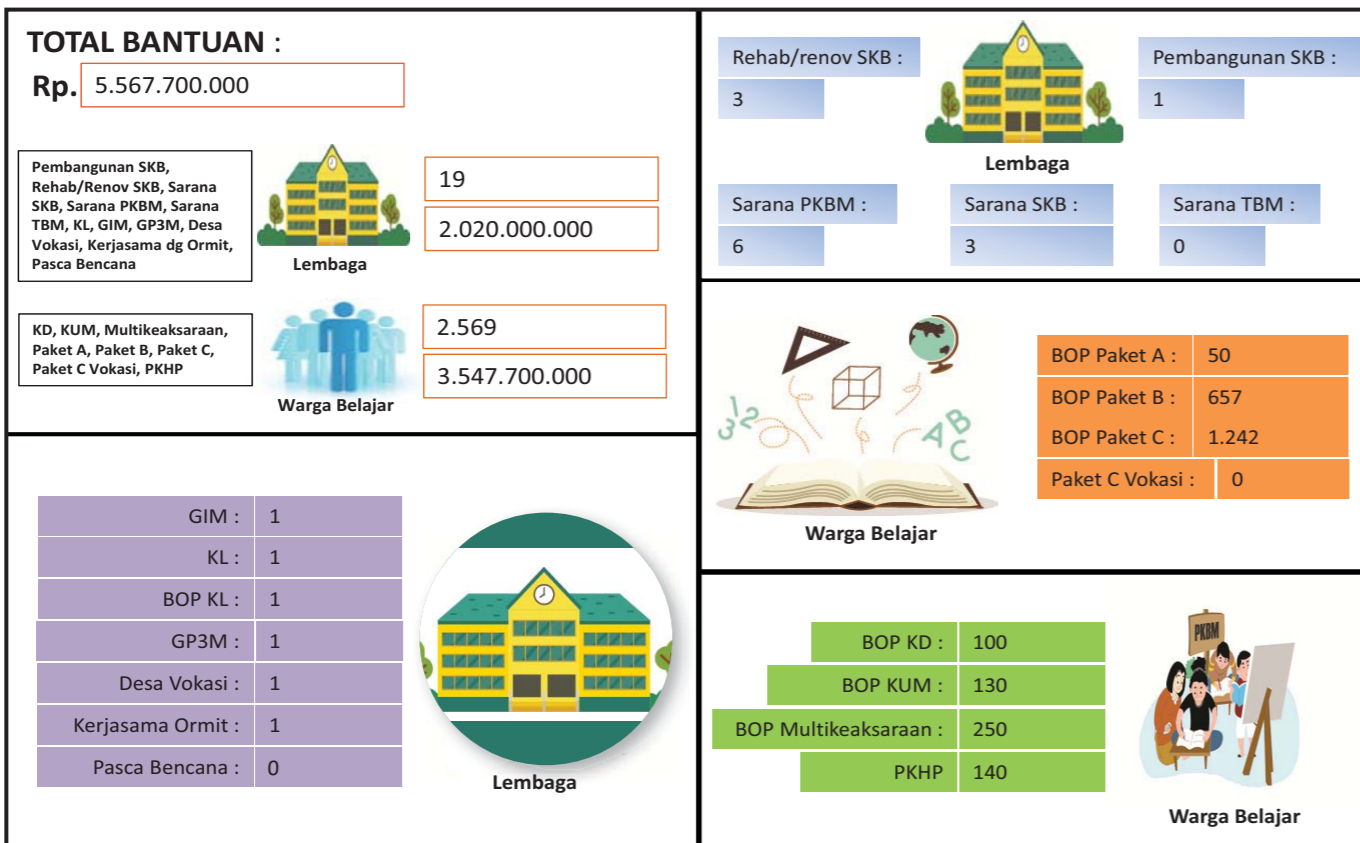 TOTAL BANTUAN :
Rp. 5.567.700.000
Pembangunan SKB,
Rehab/Renov SKB, Sarana
SKB, Sarana PKBM, Sarana
TBM, KL, GIM, GP3M, Desa
Vokasi, Kerjasama dg Ormit,
Pasca Bencana
Lembaga
19
2.020.000.000
KD, KUM, Multikeaksaraan,
Paket A, Paket B, Paket C,
Paket C Vokasi, PKHP
Warga Belajar
2.569
3.547.700.000
Rehab/renov SKB :
3
Pembangunan SKB :
1
Lembaga
Sarana PKBM :
6
Sarana SKB :
3
Sarana TBM :
0
123
ABC
Warga Belajar
BOP Paket A : 50
BOP Paket B : 657
BOP Paket C : 1.242
Paket C Vokasi : 0
GIM : 1
KL : 1
BOP KL : 1
GP3M : 1
Desa Vokasi : 1
Kerjasama Ormit : 1
Pasca Bencana : 0
Lembaga
BOP KD : 100
BOP KUM : 130
BOP Multikeaksaraan : 250
PKHP 140
PKBM
Warga Belajar